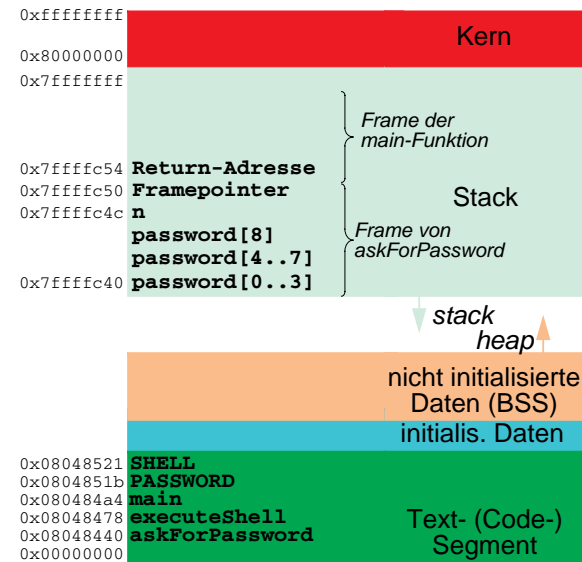 0xffffffff
Kern
0x80000000
0x7fffffff
Frame der
main-Funktion
0x7ffffc54 Return-Adresse
0x7ffffc50 Framepointer
Stack
0x7ffffc4c n
password[8]
Frame von
askForPassword
password[4..7]
0x7ffffc40 password[0..3]
stack
heap
nicht initialisierte
Daten (BSS)
initialis. Daten
0x08048521 SHELL
0x0804851b PASSWORD
0x080484a4 main
0x08048478 executeShell
0x08048440 askForPassword
0x00000000
Text- (Code-)
Segment